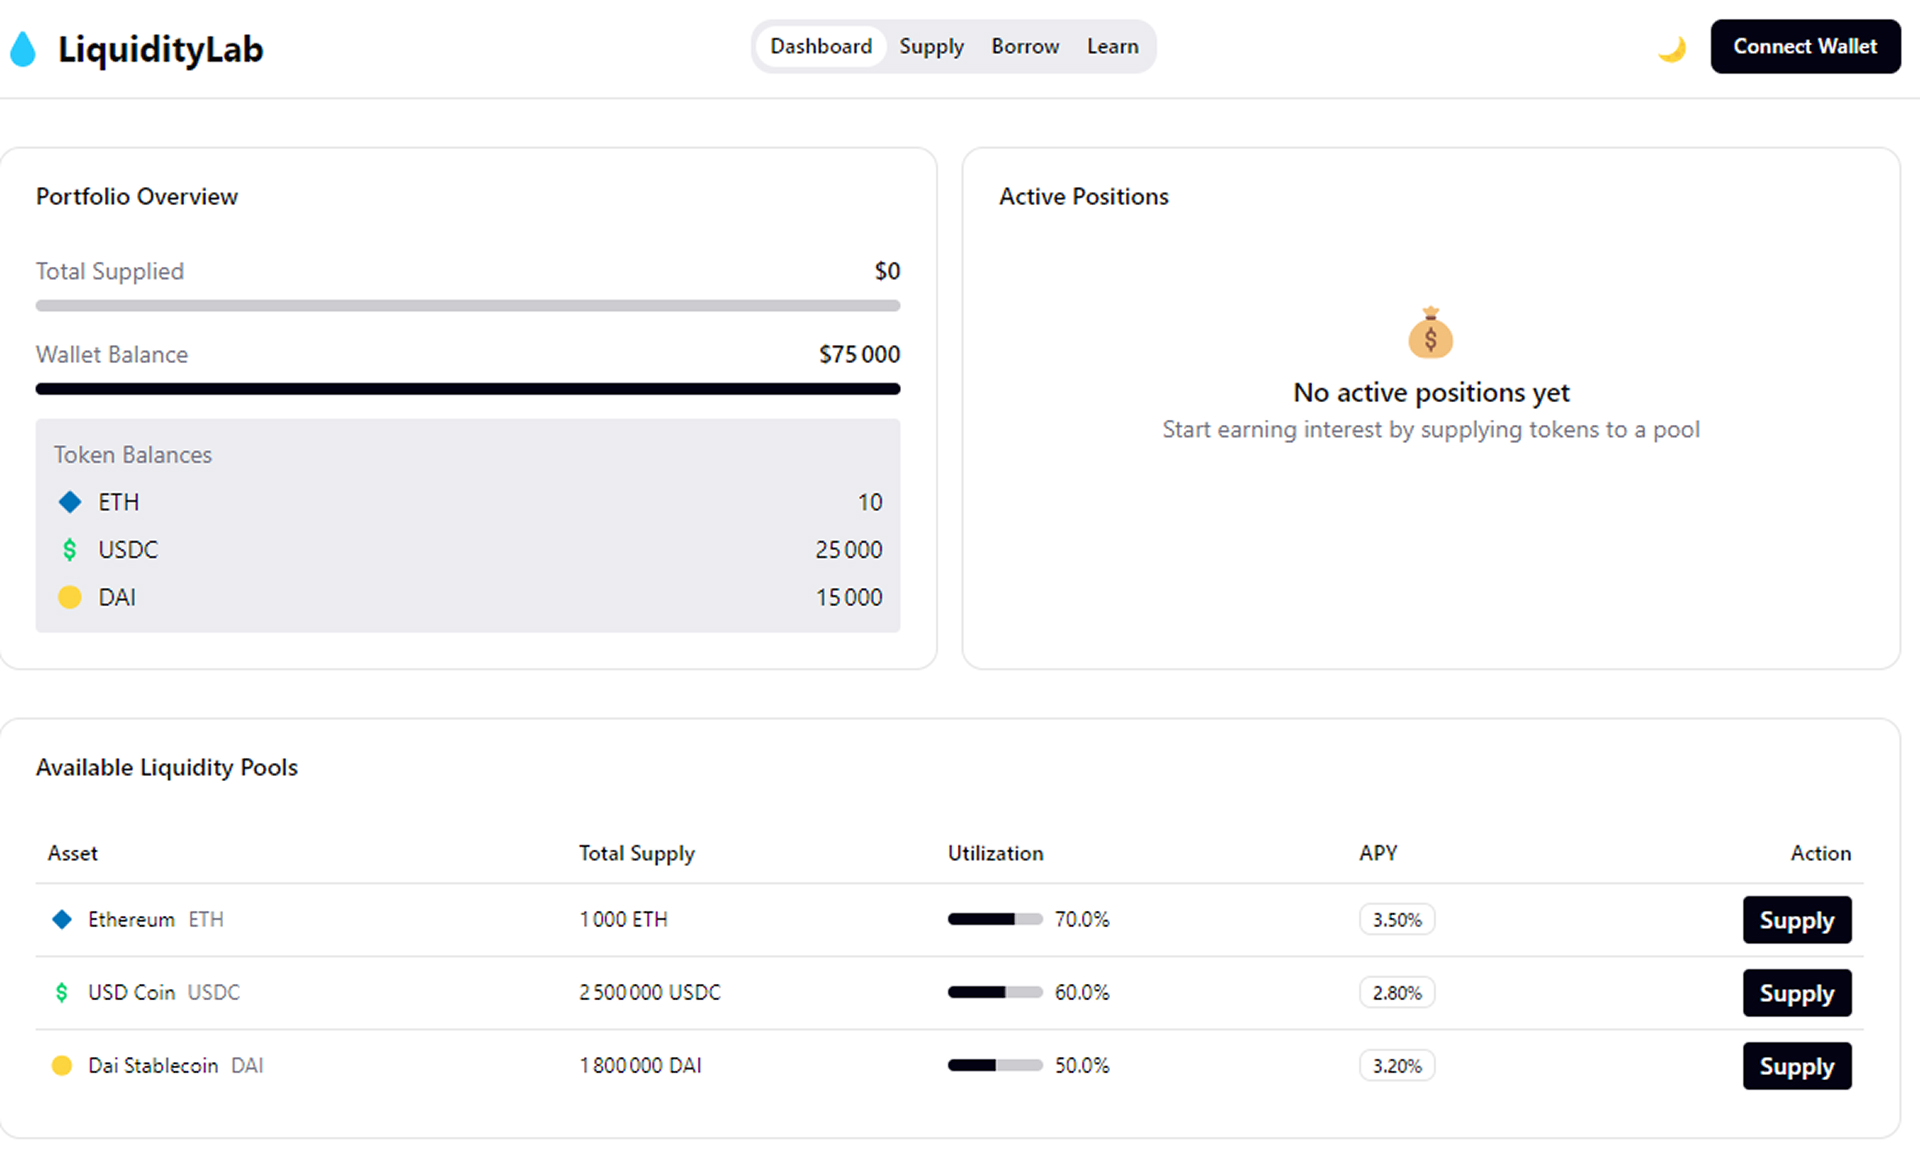 LiquidityLab
Dashboard Supply Borrow Learn
Connect Wallet
Portfolio Overview
Total Supplied $0
Wallet Balance $75 000
Token Balances
ETH 10
$ USDC 25 000
DAI 15 000
Active Positions
$
No active positions yet
Start earning interest by supplying tokens to a pool
Available Liquidity Pools
Asset Total Supply Utilization APY Action
Ethereum ETH 1 000 ETH 70.0% 3.50% Supply
$ USD Coin USDC 2 500 000 USDC 60.0% 2.80% Supply
Dai Stablecoin DAI 1 800 000 DAI 50.0% 3.20% Supply